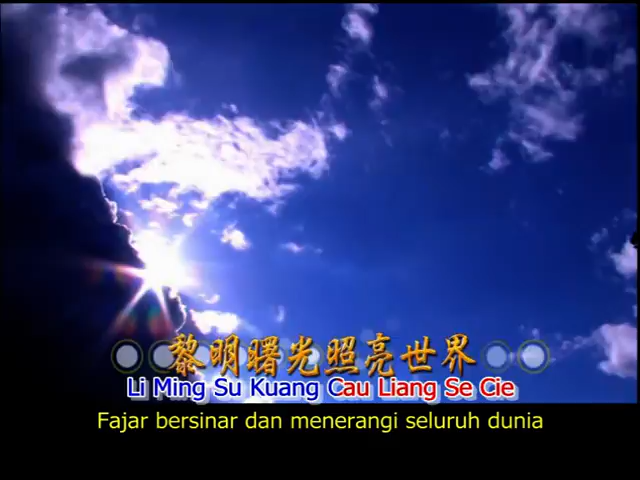 黎明曙光照亮世界
Li Ming Su Kuang Cau Liang Se Cie
Fajar bersinar dan menerangi seluruh dunia